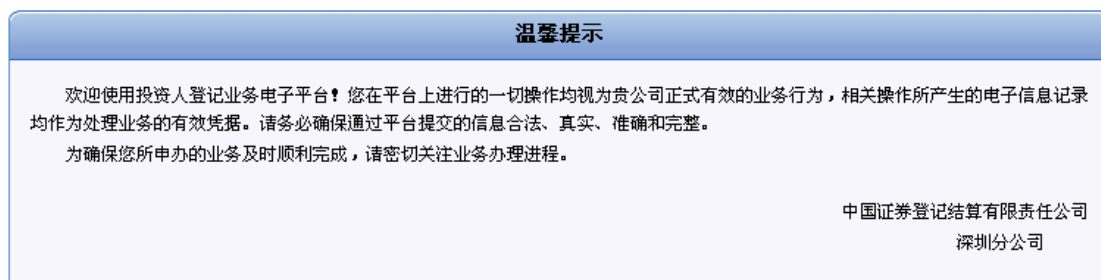 温馨提示
欢迎使用投资人登记业务电子平台！您在平台上进行的一切操作均视为贵公司正式有效的业务行为，相关操作所产生的电子信息记录
均作为处理业务的有效凭据。请务必确保通过平台提交的信息合法、真实、准确和完整。
为确保您所申办的业务及时顺利完成，请密切关注业务办理进程。
中国证券登记结算有限责任公司
深圳分公司